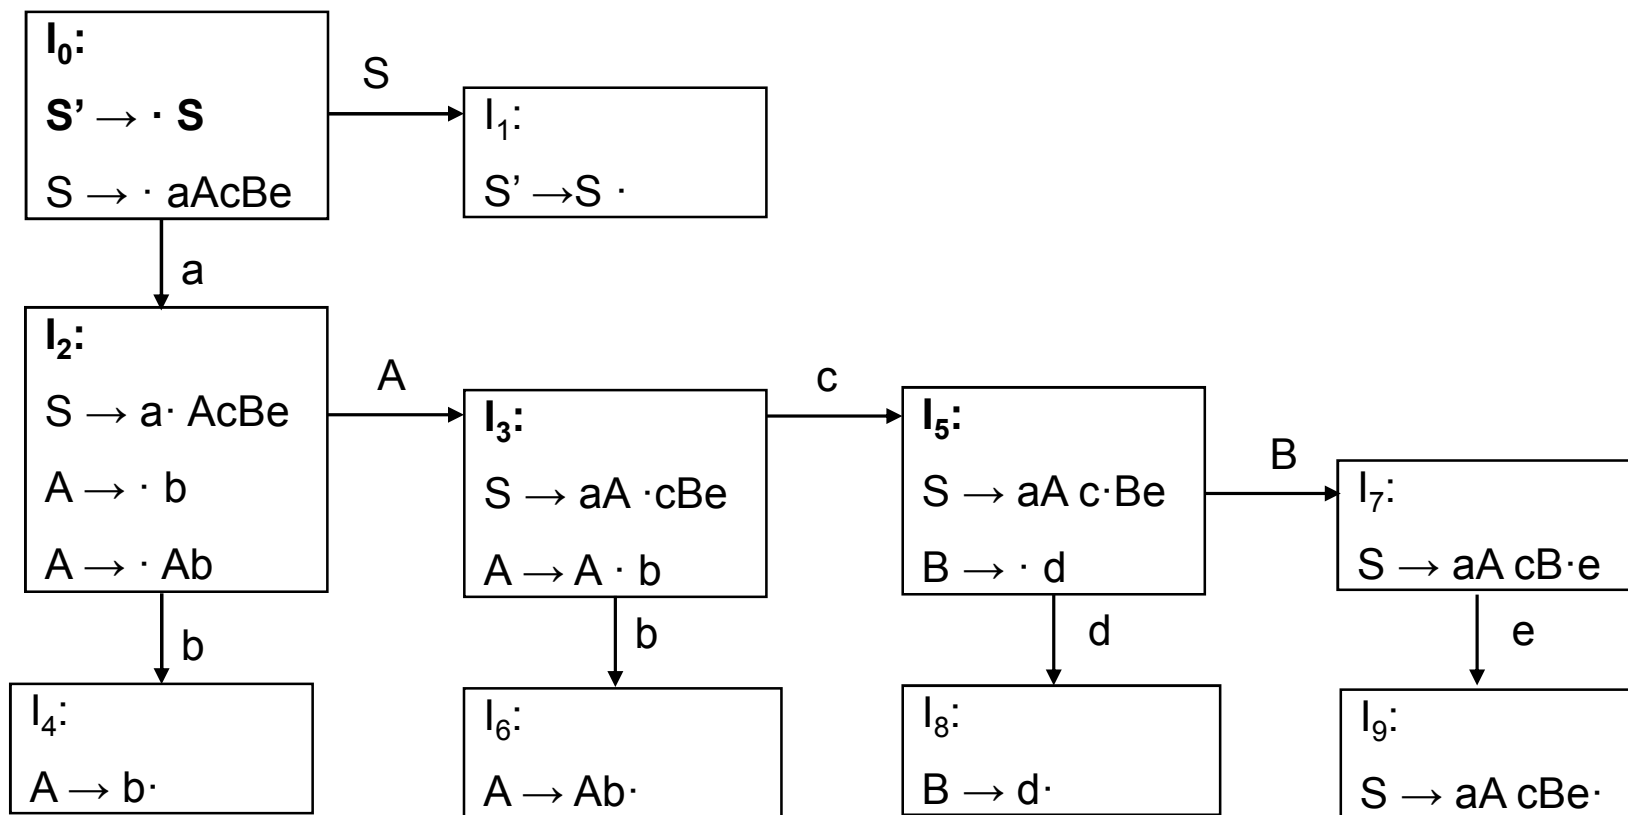 I₀:
S’ → · S
S → · aAcBe
S
I₁:
S’ →S ·
a
I₂:
S → a· AcBe
A → · b
A → · Ab
A
I₃:
S → aA ·cBe
A → A · b
c
I₅:
S → aA c·Be
B → · d
B
I₇:
S → aA cB·e
b
b
d
e
I₄:
A → b·
I₆:
A → Ab·
I₈:
B → d·
I₉:
S → aA cBe·